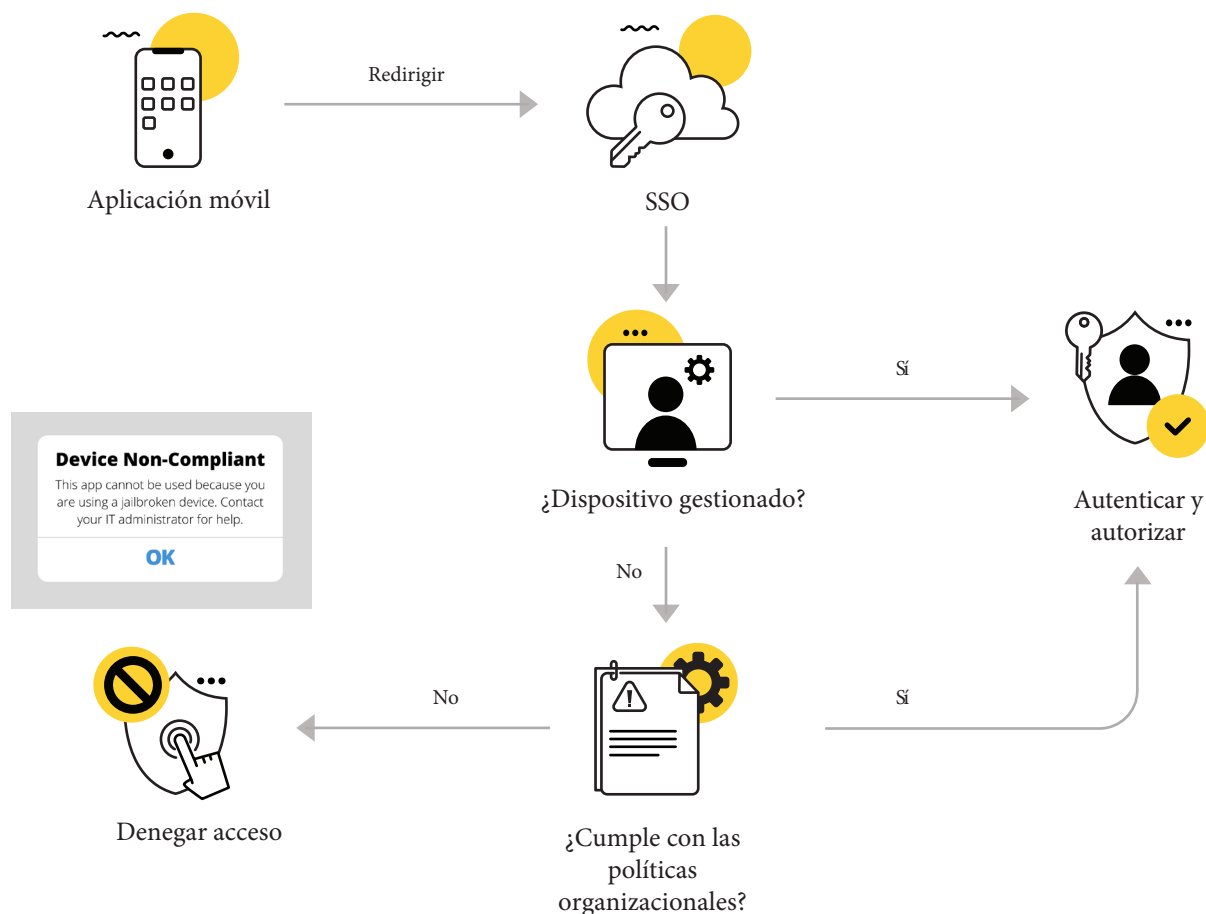 Redirigir
Aplicación móvil
SSO
Sí
¿Dispositivo gestionado?
Autenticar y
autorizar
Device Non-Compliant
This app cannot be used because you
are using a jailbroken device. Contact
your IT administrator for help.
OK
No
No
Sí
Denegar acceso
¿Cumple con las
políticas
organizacionales?